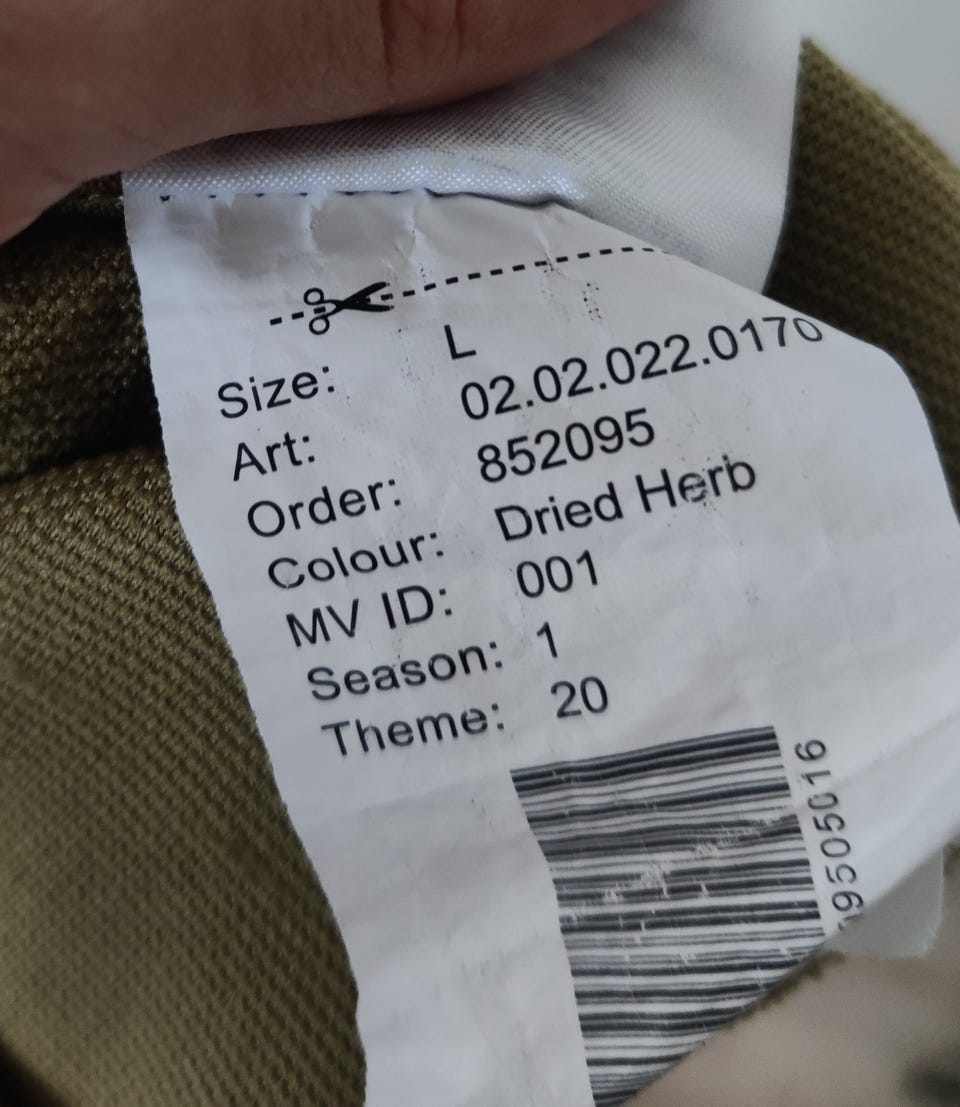 Size: L
Art: 02.02.022.0170
Order: 852095
Colour: Dried Herb
MV ID: 001
Season: 1
Theme: 20
9505016